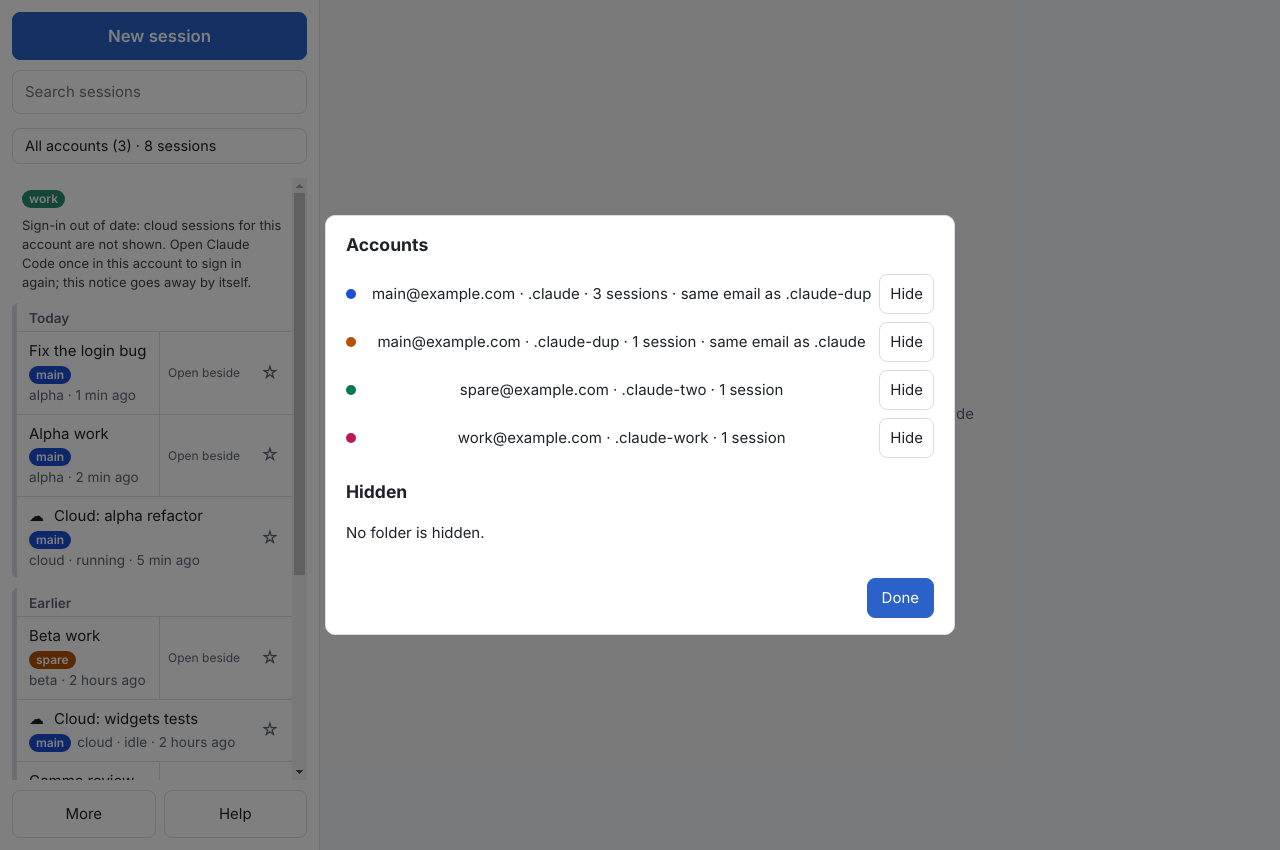 New session
Search sessions
All accounts (3) · 8 sessions
work
Sign-in out of date: cloud sessions for this
account are not shown. Open Claude
Code once in this account to sign in
again; this notice goes away by itself.
Today
Fix the login bug
main
alpha · 1 min ago
Open beside
Alpha work
main
alpha · 2 min ago
Open beside
Cloud: alpha refactor
main
cloud · running · 5 min ago
Earlier
Beta work
spare
beta · 2 hours ago
Open beside
Cloud: widgets tests
main cloud · idle · 2 hours ago
Gamma review
More
Help
Accounts
main@example.com · .claude · 3 sessions · same email as .claude-dup
Hide
main@example.com · .claude-dup · 1 session · same email as .claude
Hide
spare@example.com · .claude-two · 1 session
Hide
work@example.com · .claude-work · 1 session
Hide
Hidden
No folder is hidden.
Done